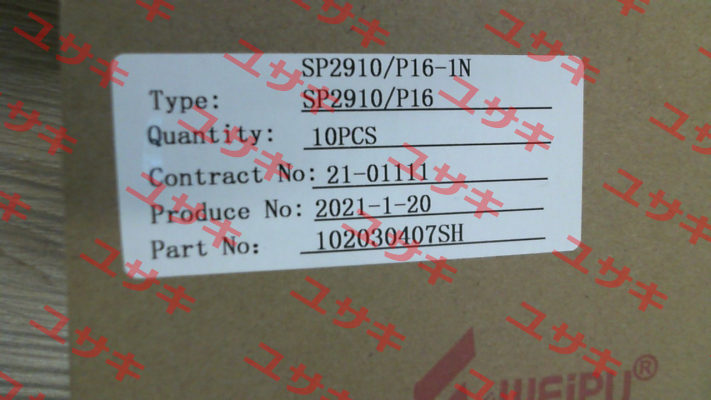 SP2910/P16-1N
Type: SP2910/P16
Quantity: 10PCS
Contract No: 21-01111
Produce No: 2021-1-20
Part No: 102030407SH
WEIPU®
ユサキ